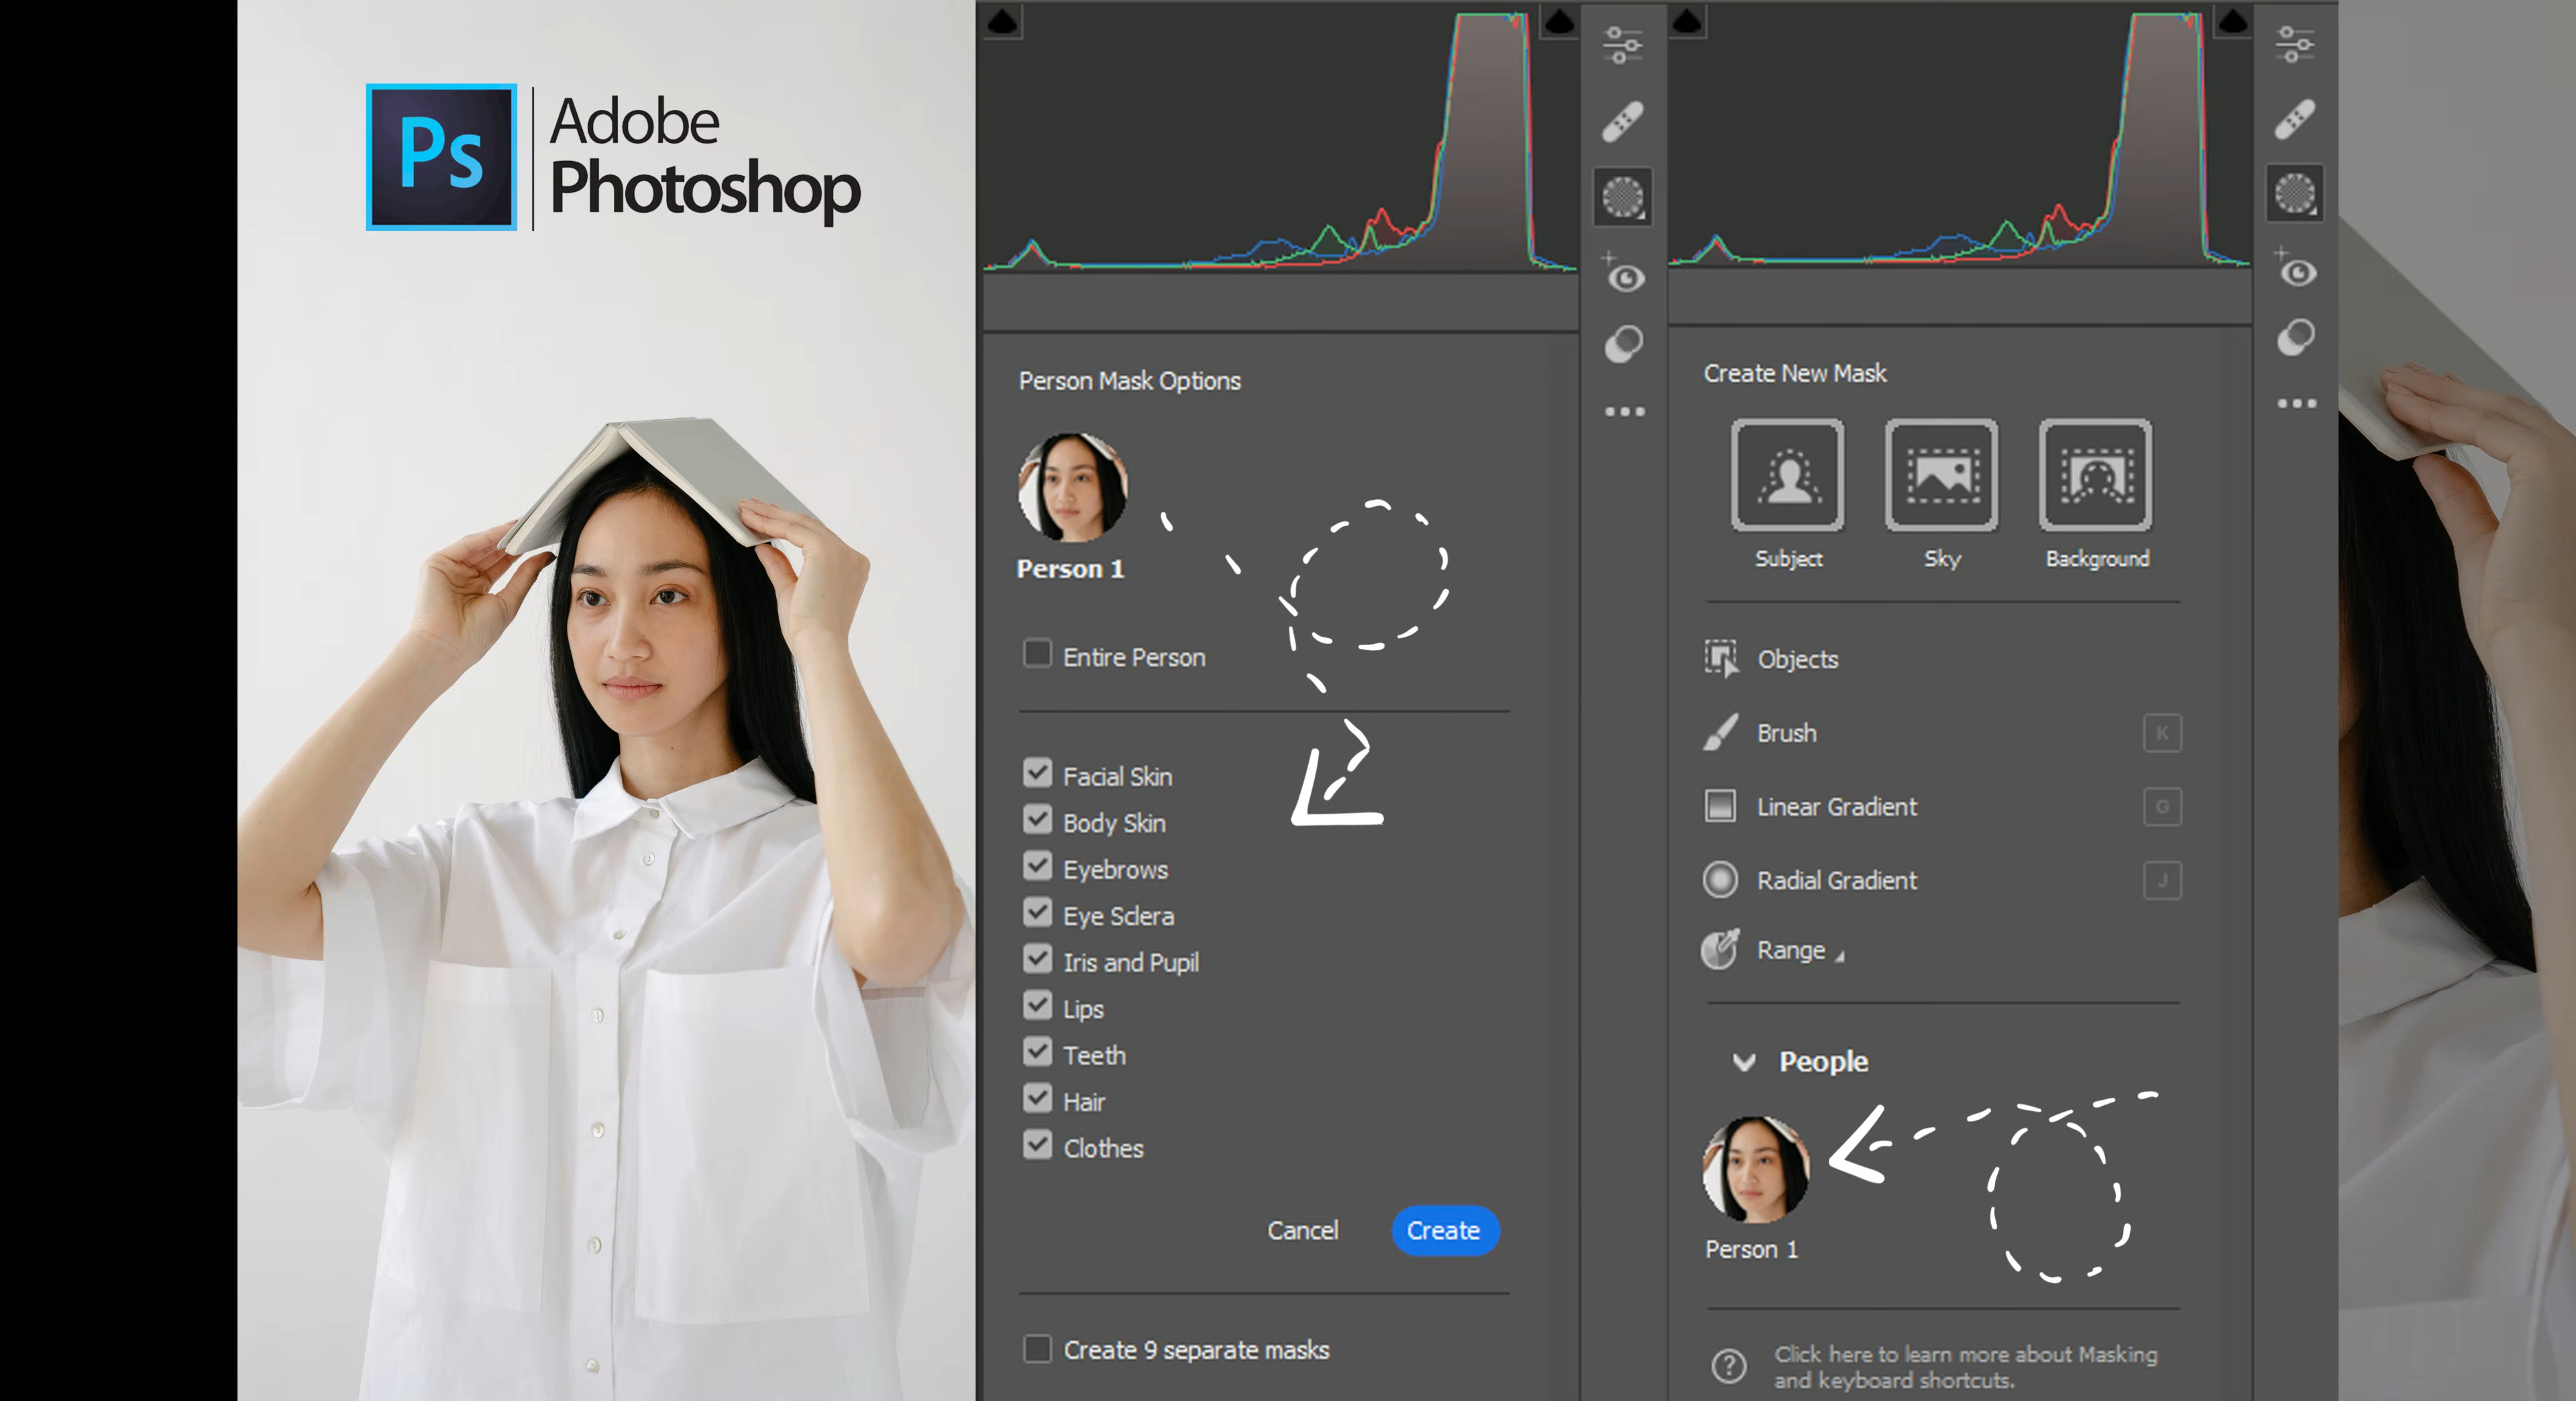 Ps
Adobe
Photoshop
Person Mask Options
Person 1
Entire Person
Facial Skin
Body Skin
Eyebrows
Eye Sclera
Iris and Pupil
Lips
Teeth
Hair
Clothes
Cancel
Create
Create 9 separate masks
Create New Mask
Subject
Sky
Background
Objects
Brush
K
Linear Gradient
G
Radial Gradient
J
Range
People
Person 1
Click here to learn more about Masking
and keyboard shortcuts.